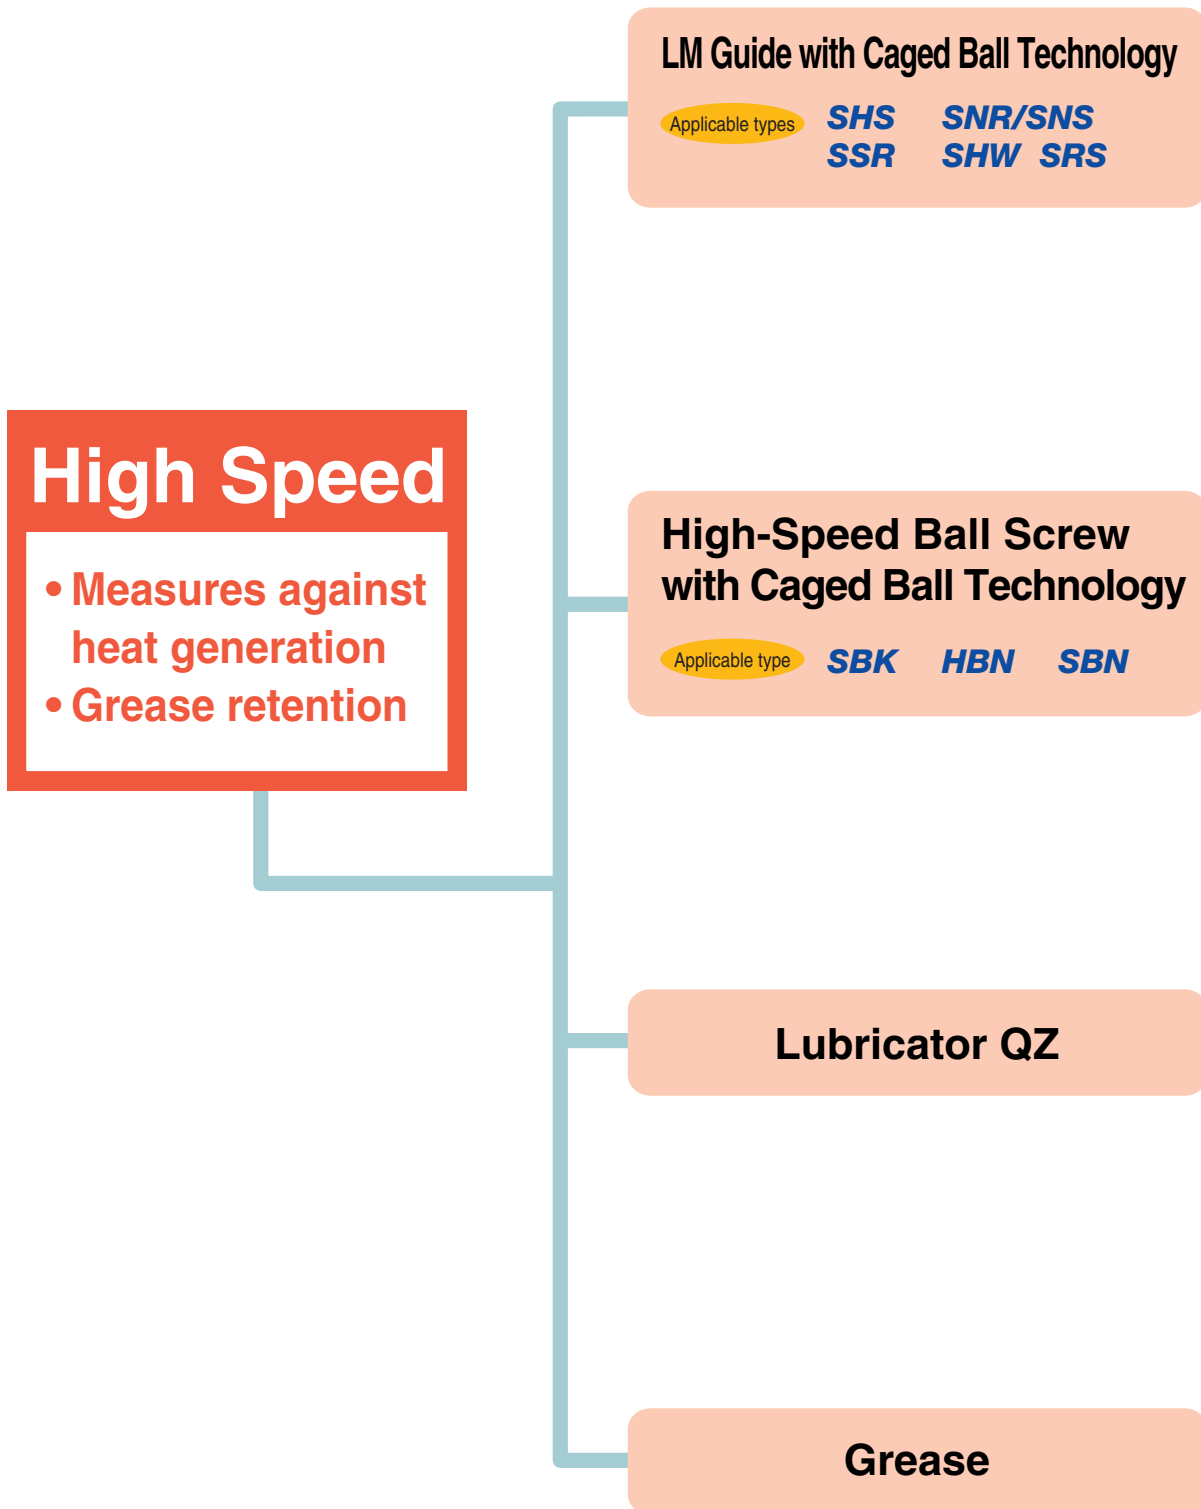 LM Guide with Caged Ball Technology
Applicable types SHS SNR/SNS
SSR SHW SRS
High Speed
• Measures against
heat generation
• Grease retention
High-Speed Ball Screw
with Caged Ball Technology
Applicable type SBK HBN SBN
Lubricator QZ
Grease